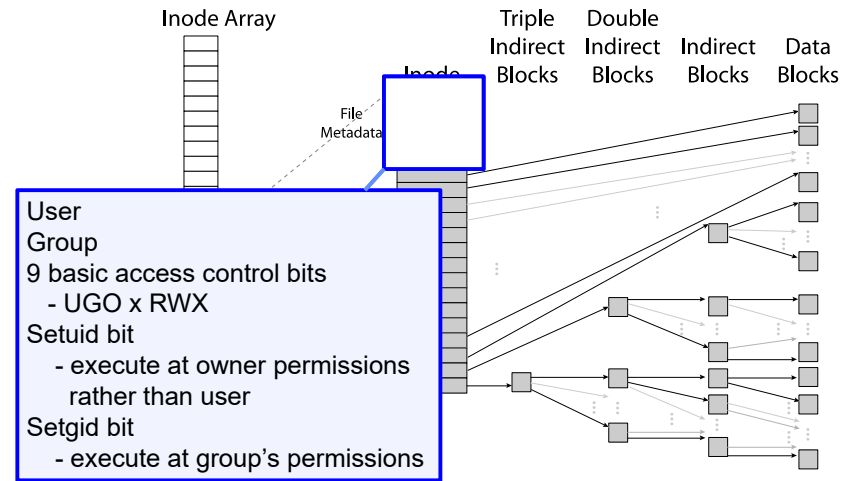 Inode Array
Triple
Indirect
Blocks
Double
Indirect
Blocks
Indirect
Blocks
Data
Blocks
Inode
File
Metadata
User
Group
9 basic access control bits
- UGO x RWX
Setuid bit
- execute at owner permissions
rather than user
Setgid bit
- execute at group's permissions